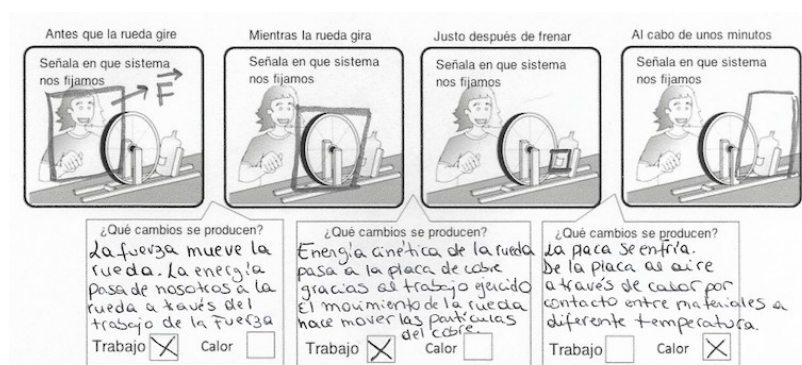 Antes que la rueda gire
Mientras la rueda gira
Justo después de frenar
Al cabo de unos minutos
Señala en que sistema
nos fijamos
F
Señala en que sistema
nos fijamos
Señala en que sistema
nos fijamos
Señala en que sistema
nos fijamos
¿Qué cambios se producen?
La fuerza mueve la
rueda. La energía
pasa de nosotros a la
rueda a través del
trabajo de la Fuerza
Trabajo X Calor
¿Qué cambios se producen?
Energía cinética de la rueda
pasa a la placa de cobre
gracias al trabajo ejercido
El movimiento de la rueda
hace mover las partículas
del cobre.
Trabajo X Calor
¿Qué cambios se producen?
La placa se enfría.
De la placa al aire
a través de calor por
contacto entre materiales a
diferente temperatura.
Trabajo Calor X